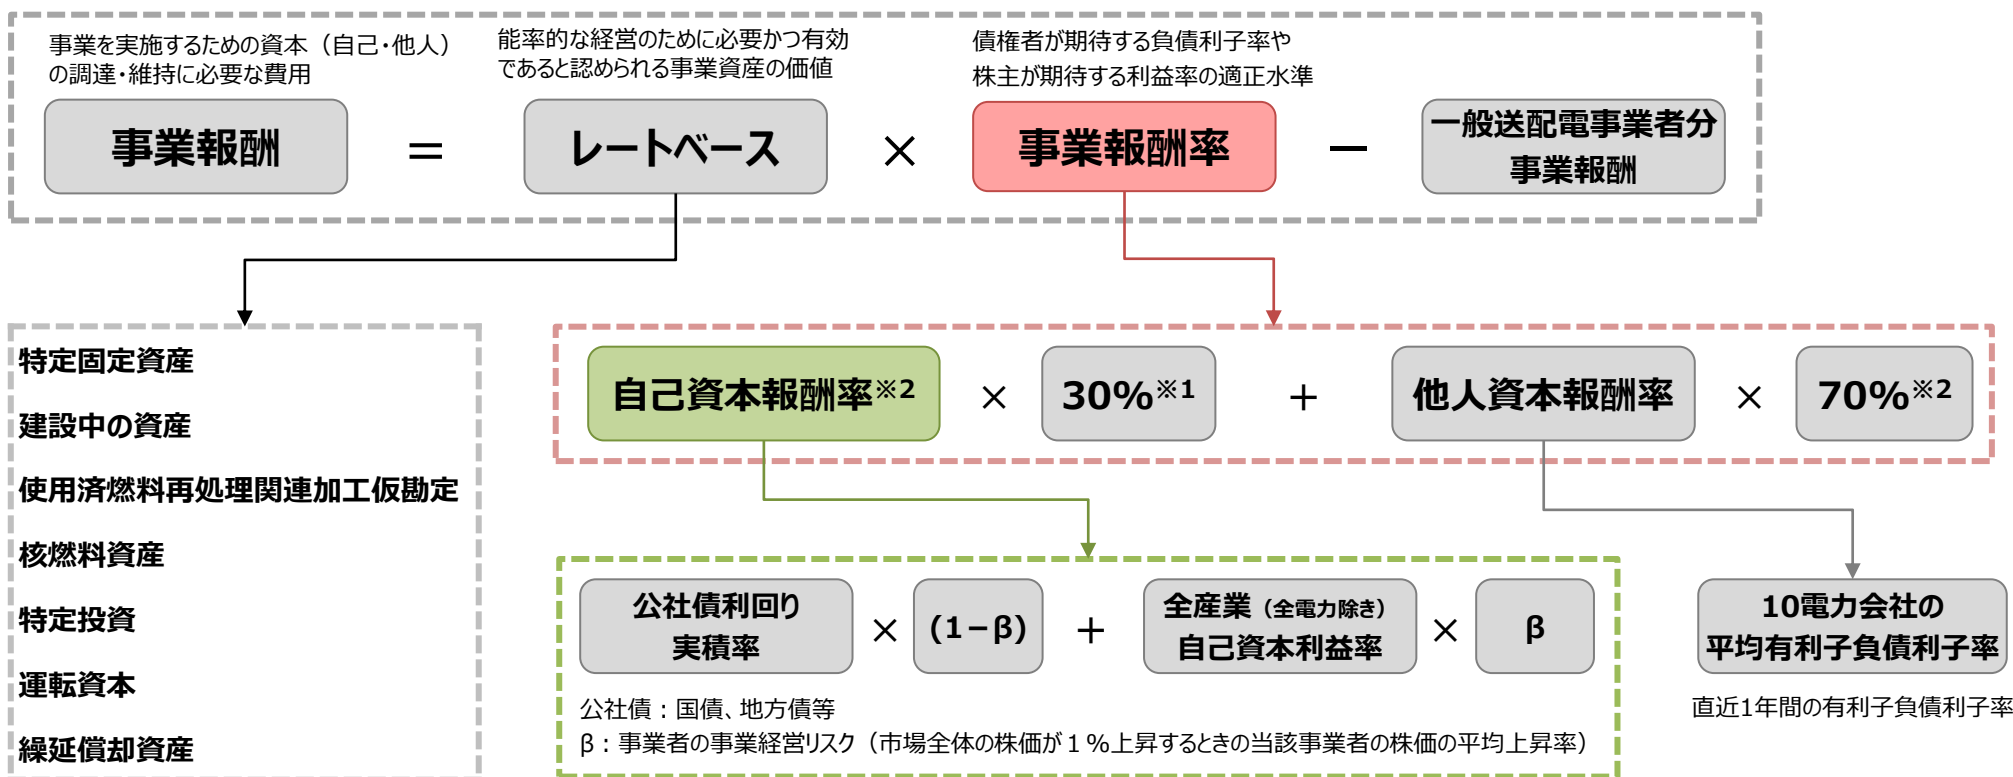 事業を実施するための資本（自己・他人）
の調達・維持に必要な費用
能率的な経営のために必要かつ有効
であると認められる事業資産の価値
債権者が期待する負債利子率や
株主が期待する利益率の適正水準
事業報酬
＝
レートベース
×
事業報酬率
－
一般送配電事業者分
事業報酬
特定固定資産
建設中の資産
使用済燃料再処理関連加工仮勘定
核燃料資産
特定投資
運転資本
繰延償却資産
自己資本報酬率※2
×
30%※1
＋
他人資本報酬率
×
70%※2
公社債利回り
実積率
×
(1−β)
＋
全産業（全電力除き）
自己資本利益率
×
β
公社債：国債、地方債等
β：事業者の事業経営リスク（市場全体の株価が１%上昇するときの当該事業者の株価の平均上昇率）
10電力会社の
平均有利子負債利子率
直近1年間の有利子負債利子率